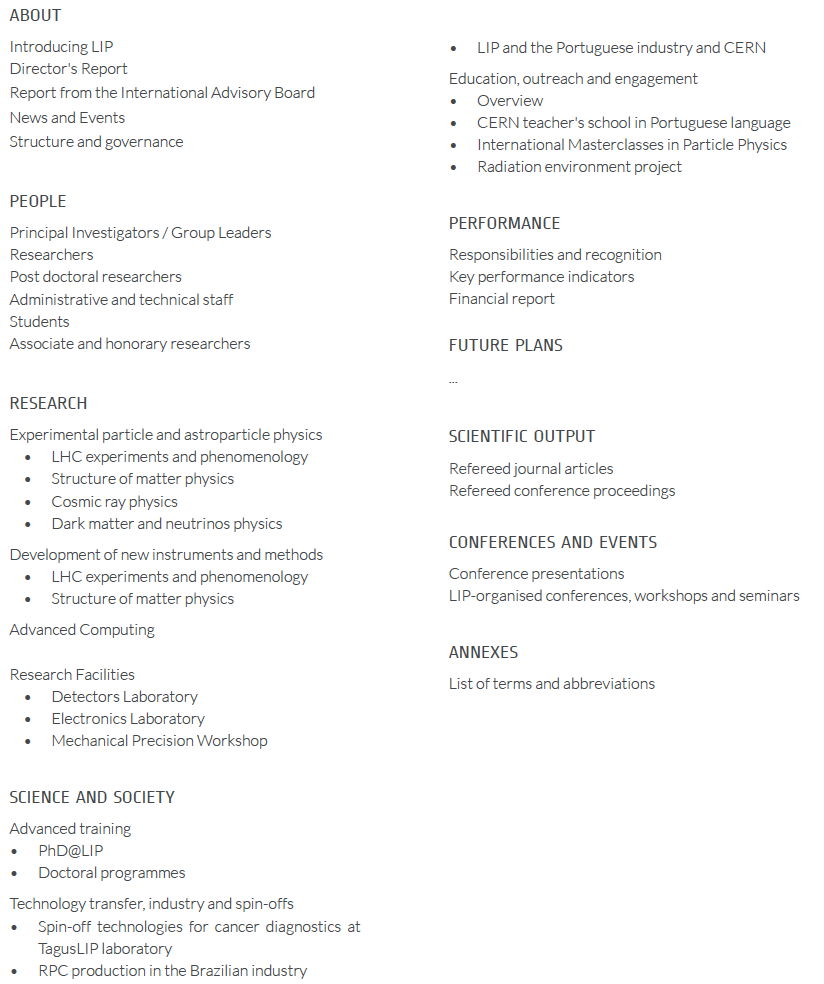 ABOUT
Introducing LIP
Director's Report
Report from the International Advisory Board
News and Events
Structure and governance
PEOPLE
Principal Investigators / Group Leaders
Researchers
Post doctoral researchers
Administrative and technical staff
Students
Associate and honorary researchers
RESEARCH
Experimental particle and astroparticle physics
• LHC experiments and phenomenology
• Structure of matter physics
• Cosmic ray physics
• Dark matter and neutrinos physics
Development of new instruments and methods
• LHC experiments and phenomenology
• Structure of matter physics
Advanced Computing
Research Facilities
• Detectors Laboratory
• Electronics Laboratory
• Mechanical Precision Workshop
SCIENCE AND SOCIETY
Advanced training
• PhD@LIP
• Doctoral programmes
Technology transfer, industry and spin-offs
• Spin-off technologies for cancer diagnostics at
TagusLIP laboratory
• RPC production in the Brazilian industry
• LIP and the Portuguese industry and CERN
Education, outreach and engagement
• Overview
• CERN teacher's school in Portuguese language
• International Masterclasses in Particle Physics
• Radiation environment project
PERFORMANCE
Responsibilities and recognition
Key performance indicators
Financial report
FUTURE PLANS
...
SCIENTIFIC OUTPUT
Refereed journal articles
Refereed conference proceedings
CONFERENCES AND EVENTS
Conference presentations
LIP-organised conferences, workshops and seminars
ANNEXES
List of terms and abbreviations